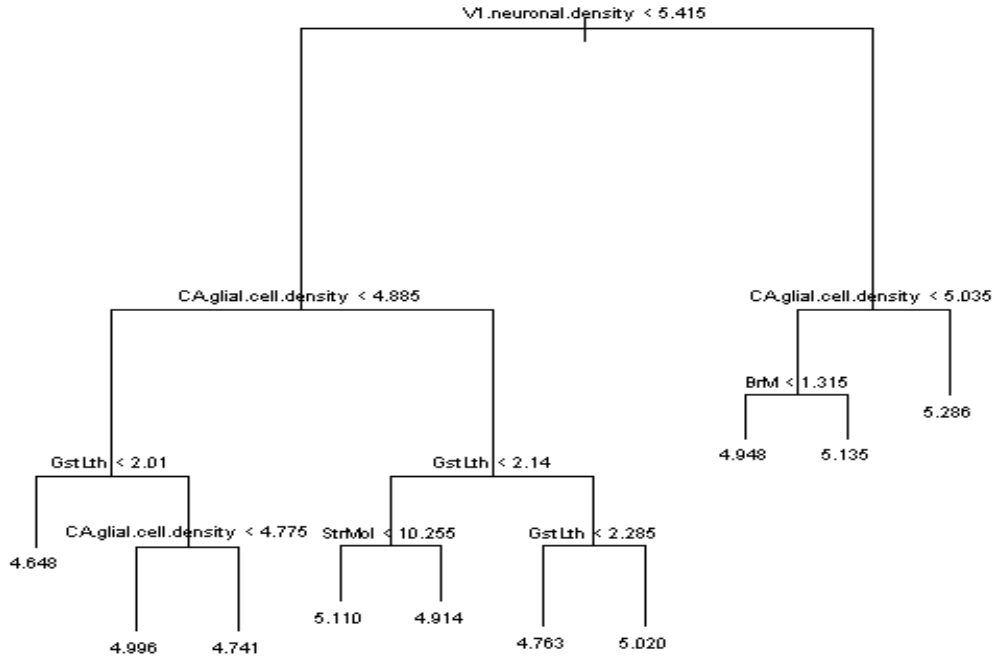 V1.neuronal.density < 5.415
CA.glial.cell.density < 4.885
CA.glial.cell.density < 5.035
BrM < 1.315
5.286
4.948
5.135
GstLth < 2.01
GstLth < 2.14
CA.glial.cell.density < 4.775
StrMol < 10.255
GstLth < 2.285
4.648
5.110
4.914
4.763
5.020
4.996
4.741